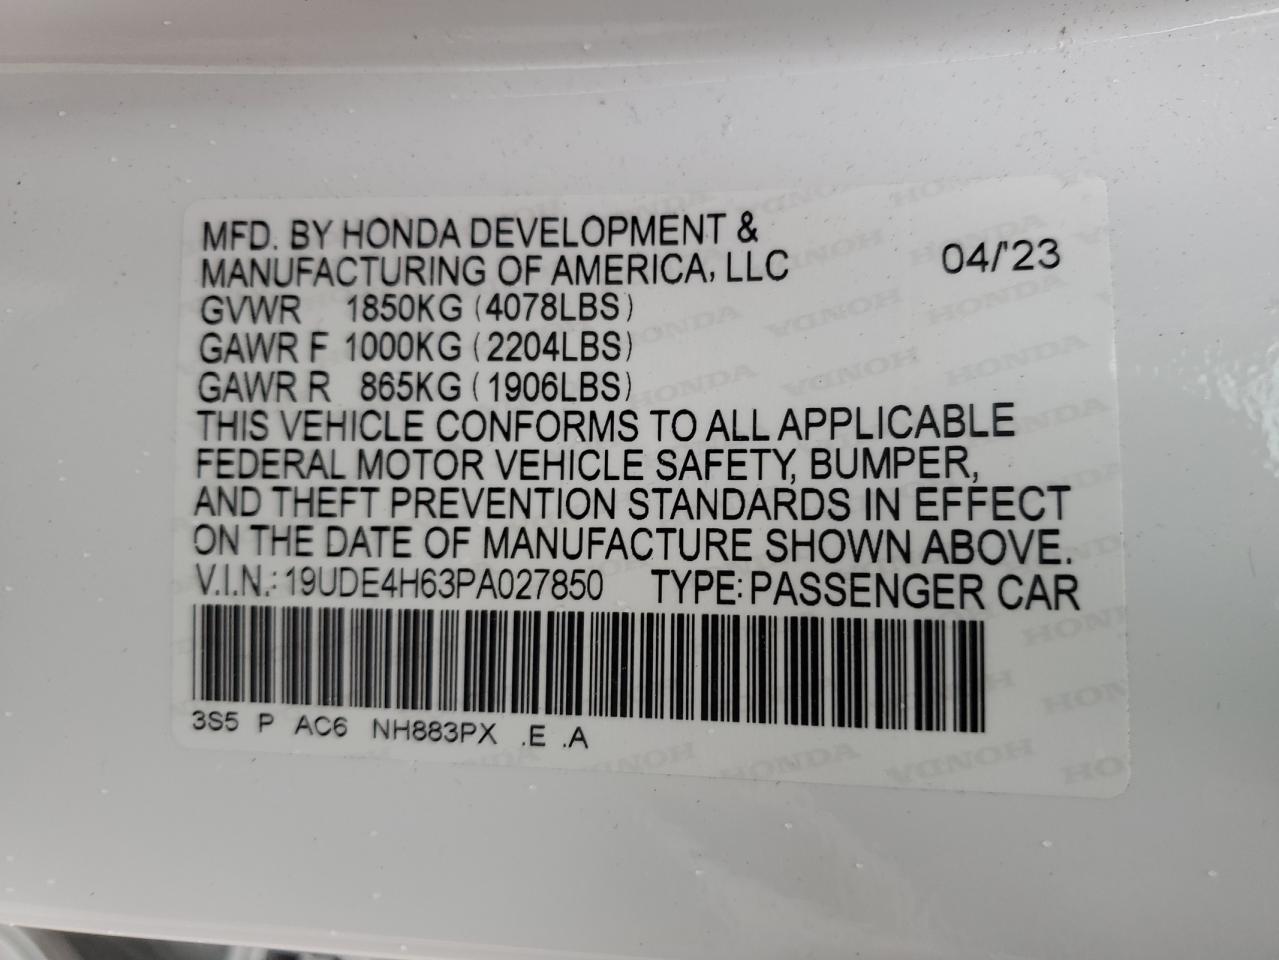 MFD. BY HONDA DEVELOPMENT &
MANUFACTURING OF AMERICA, LLC
04/'23
GVWR 1850KG (4078LBS)
GAWR F 1000KG (2204LBS)
GAWR R 865KG (1906LBS)
THIS VEHICLE CONFORMS TO ALL APPLICABLE
FEDERAL MOTOR VEHICLE SAFETY, BUMPER,
AND THEFT PREVENTION STANDARDS IN EFFECT
ON THE DATE OF MANUFACTURE SHOWN ABOVE.
V.I.N.: 19UDE4H63PA027850 TYPE: PASSENGER CAR
3S5 P AC6 NH883PX .E .A